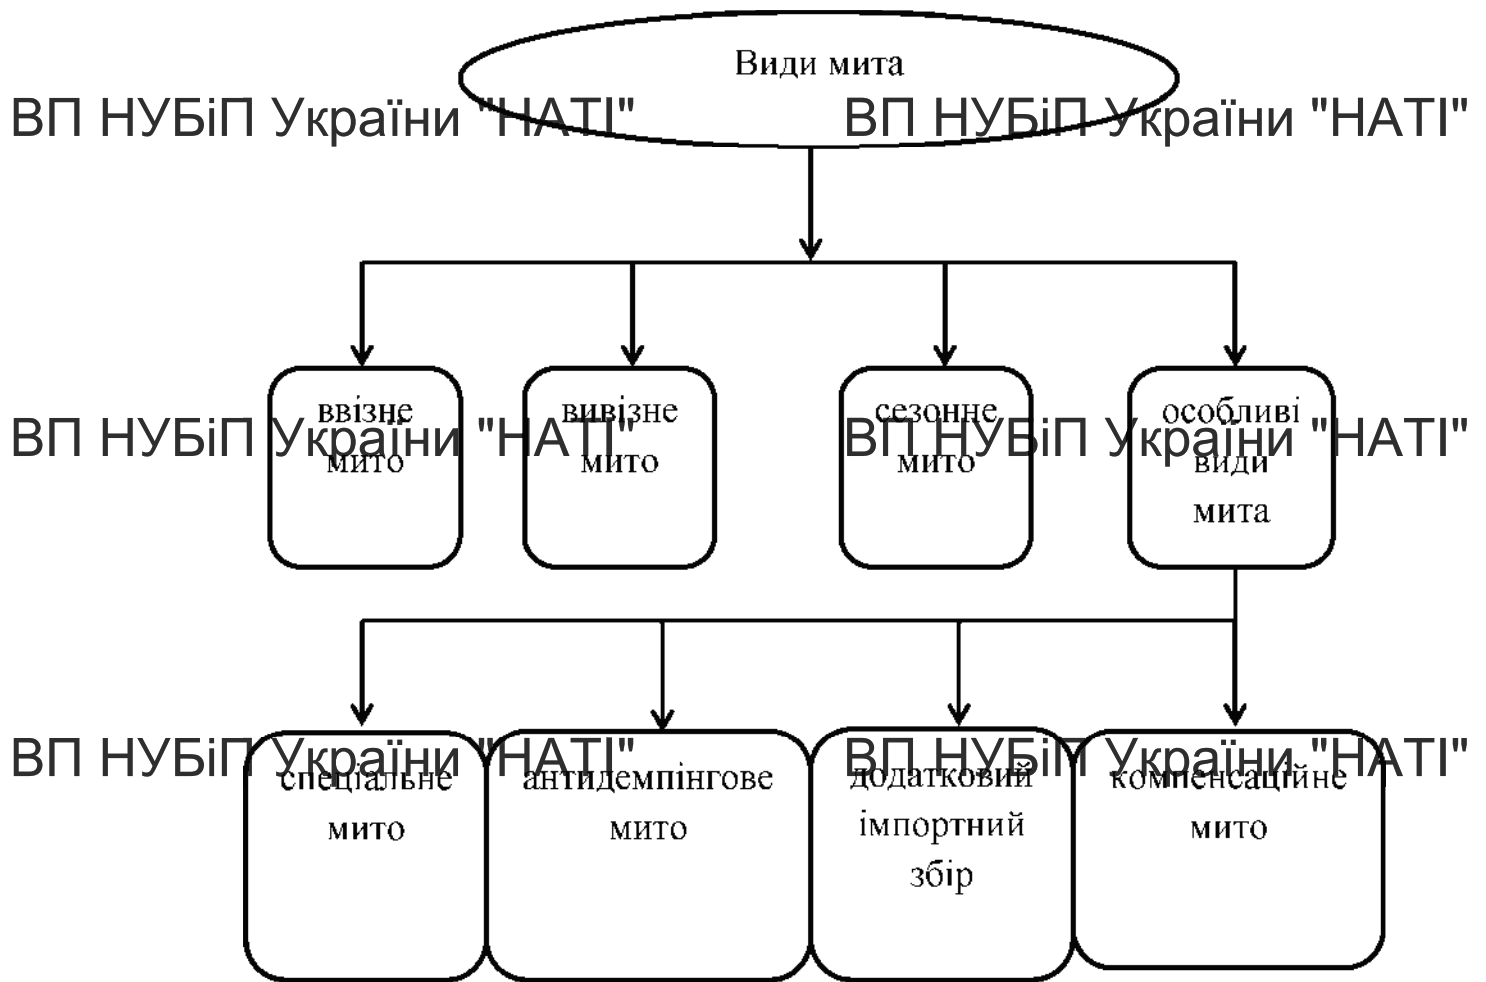 Види мита
ВП НУБіП України "НАТІ" ВП НУБіП України "НАТІ"
ввізне
мито
вивізне
мито
сезонне
мито
особливі
види
мита
ВП НУБіП України "НАТІ" ВП НУБіП України "НАТІ"
спеціальне
мито
антидемпінгове
мито
додатковий
імпортний
збір
компенсаційне
мито
ВП НУБіП України "НАТІ" ВП НУБіП України "НАТІ"